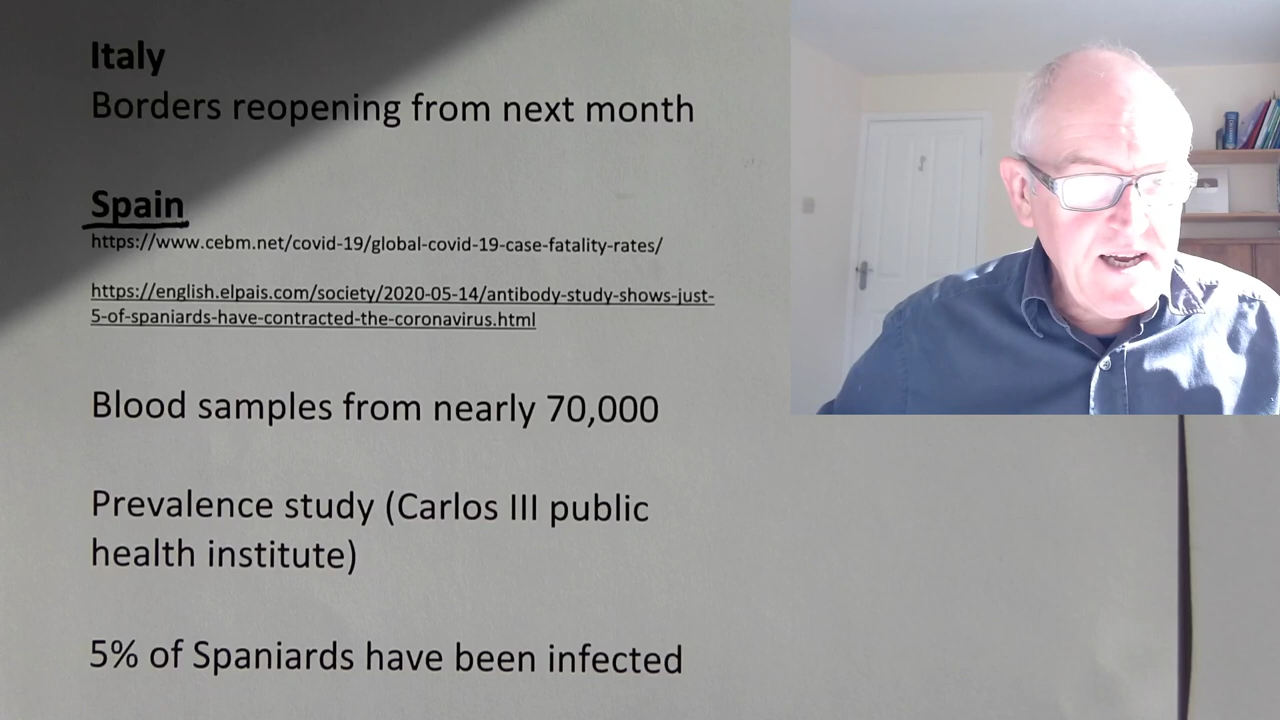 Italy
Borders reopening from next month
Spain
https://www.cebm.net/covid-19/global-covid-19-case-fatality-rates/
https://english.elpais.com/society/2020-05-14/antibody-study-shows-just-
5-of-spaniards-have-contracted-the-coronavirus.html
Blood samples from nearly 70,000
Prevalence study (Carlos III public
health institute)
5% of Spaniards have been infected